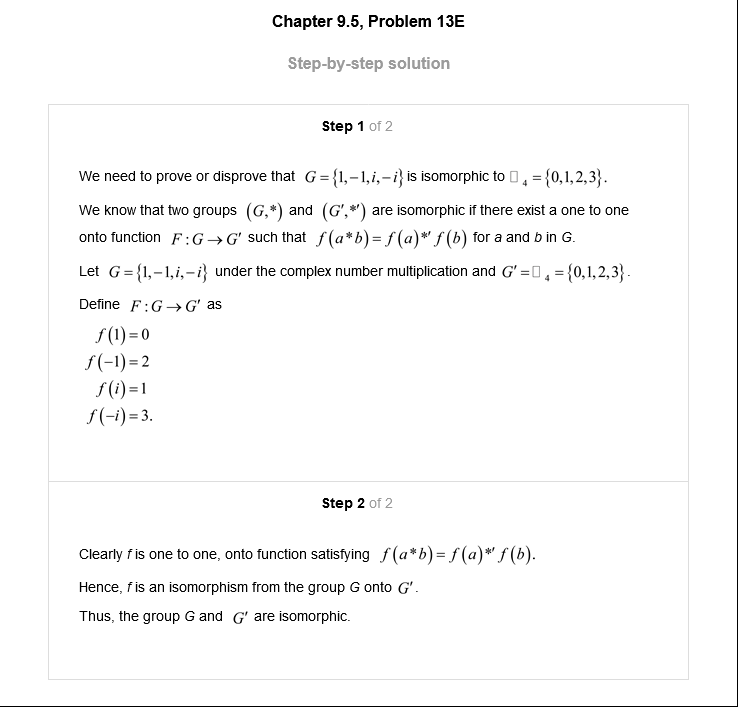 Chapter 9.5, Problem 13E
Step-by-step solution
Step 1 of 2
We need to prove or disprove that G = {1,−1,i,−i} is isomorphic to □₄ = {0,1,2,3}.
We know that two groups (G,*) and (G′,*′) are isomorphic if there exist a one to one
onto function F:G→G′ such that f(a*b)= f(a)*′ f(b) for a and b in G.
Let G = {1,−1,i,−i} under the complex number multiplication and G′ = □₄ = {0,1,2,3}.
Define F:G→G′ as
f(1)=0
f(−1)=2
f(i)=1
f(−i)=3.
Step 2 of 2
Clearly f is one to one, onto function satisfying f(a*b)= f(a)*′ f(b).
Hence, f is an isomorphism from the group G onto G′.
Thus, the group G and G′ are isomorphic.